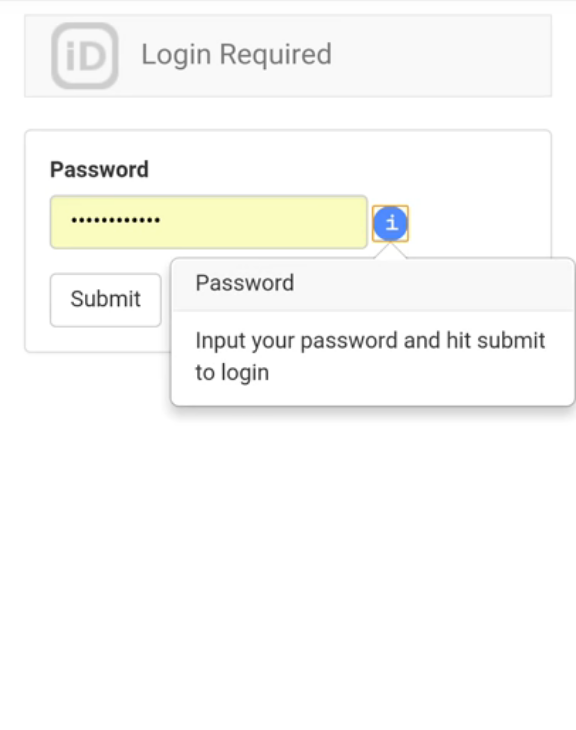 iD Login Required
Password
••••••••••••
i
Submit
Password
Input your password and hit submit
to login